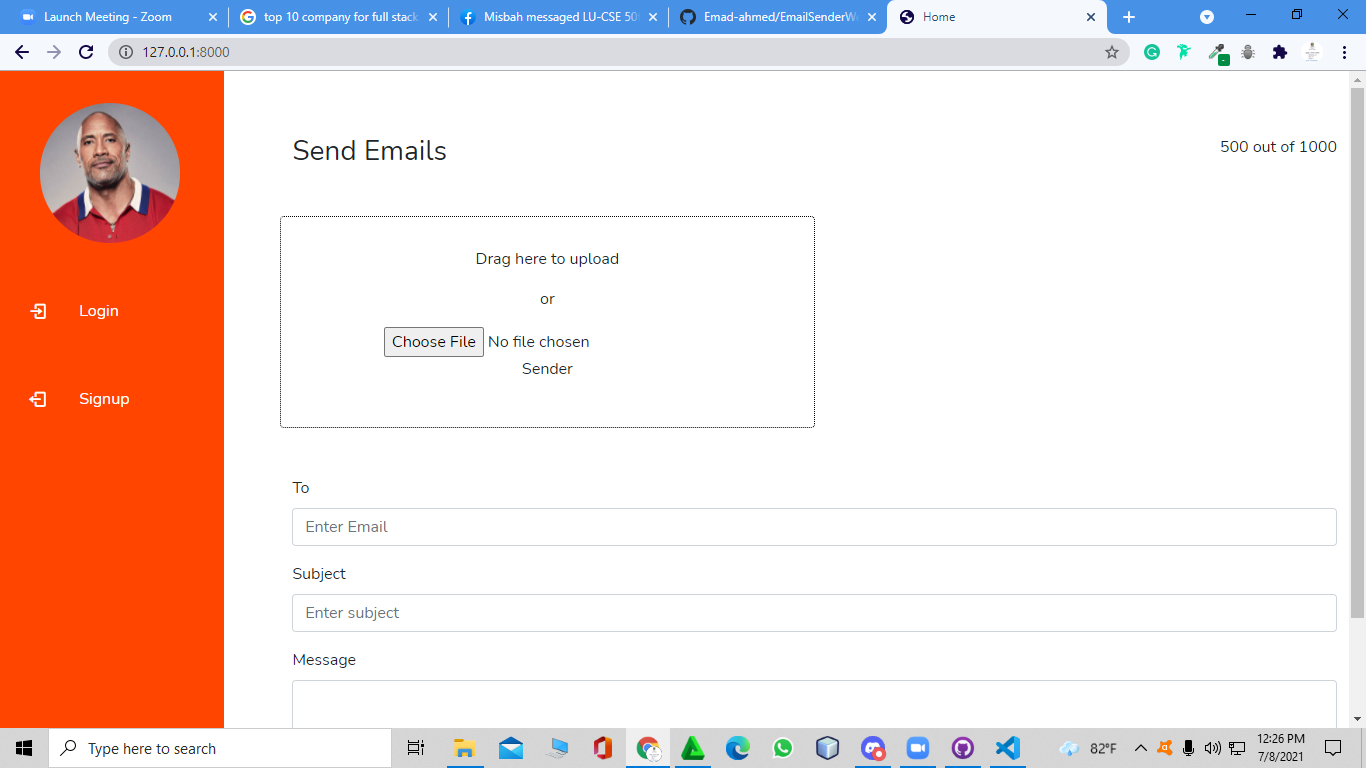 Launch Meeting - Zoom
top 10 company for full stack
Misbah messaged LU-CSE 50
Emad-ahmed/EmailSenderW
Home
127.0.0.1:8000
Send Emails
500 out of 1000
Login
Signup
Drag here to upload
or
Choose File No file chosen
Sender
To
Enter Email
Subject
Enter subject
Message
Type here to search
82°F
12:26 PM
7/8/2021